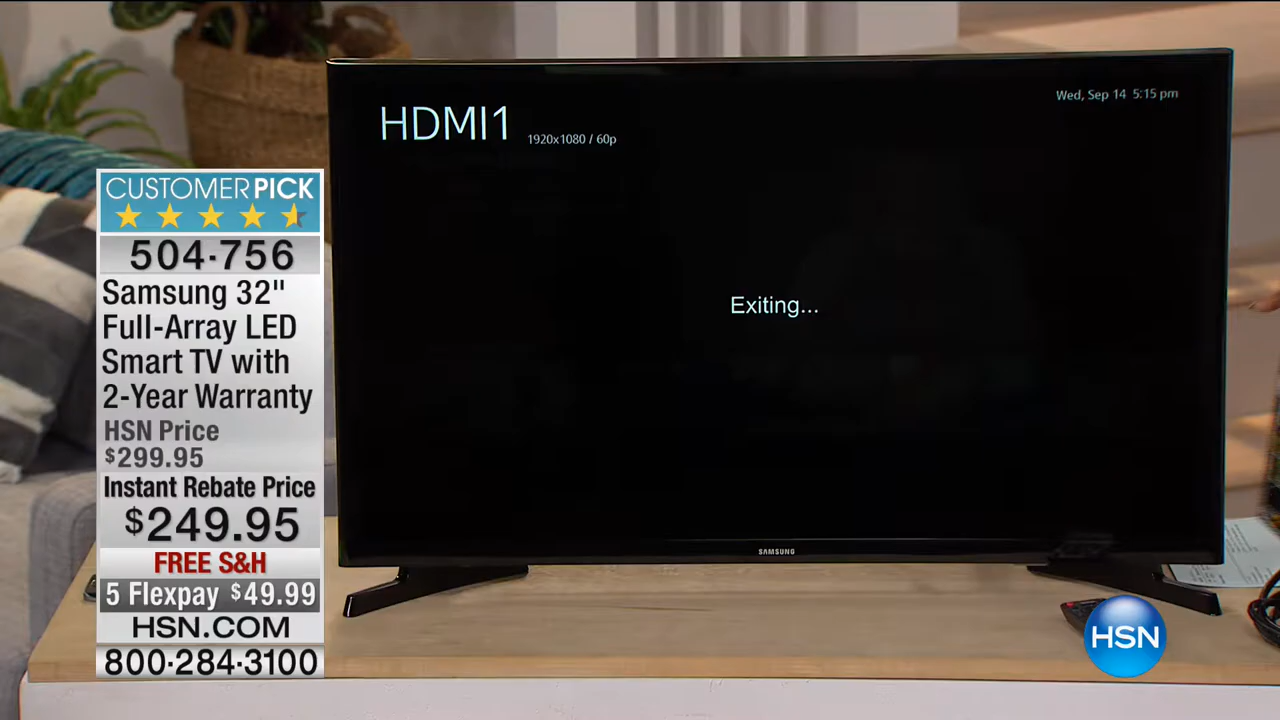 CUSTOMER PICK
504·756
Samsung 32"
Full-Array LED
Smart TV with
2-Year Warranty
HSN Price
$299.95
Instant Rebate Price
$249.95
FREE S&H
5 Flexpay $49.99
HSN.COM
800·284·3100
HDMI1 1920x1080 / 60p
Wed, Sep 14 5:15 pm
Exiting...
SAMSUNG
HSN